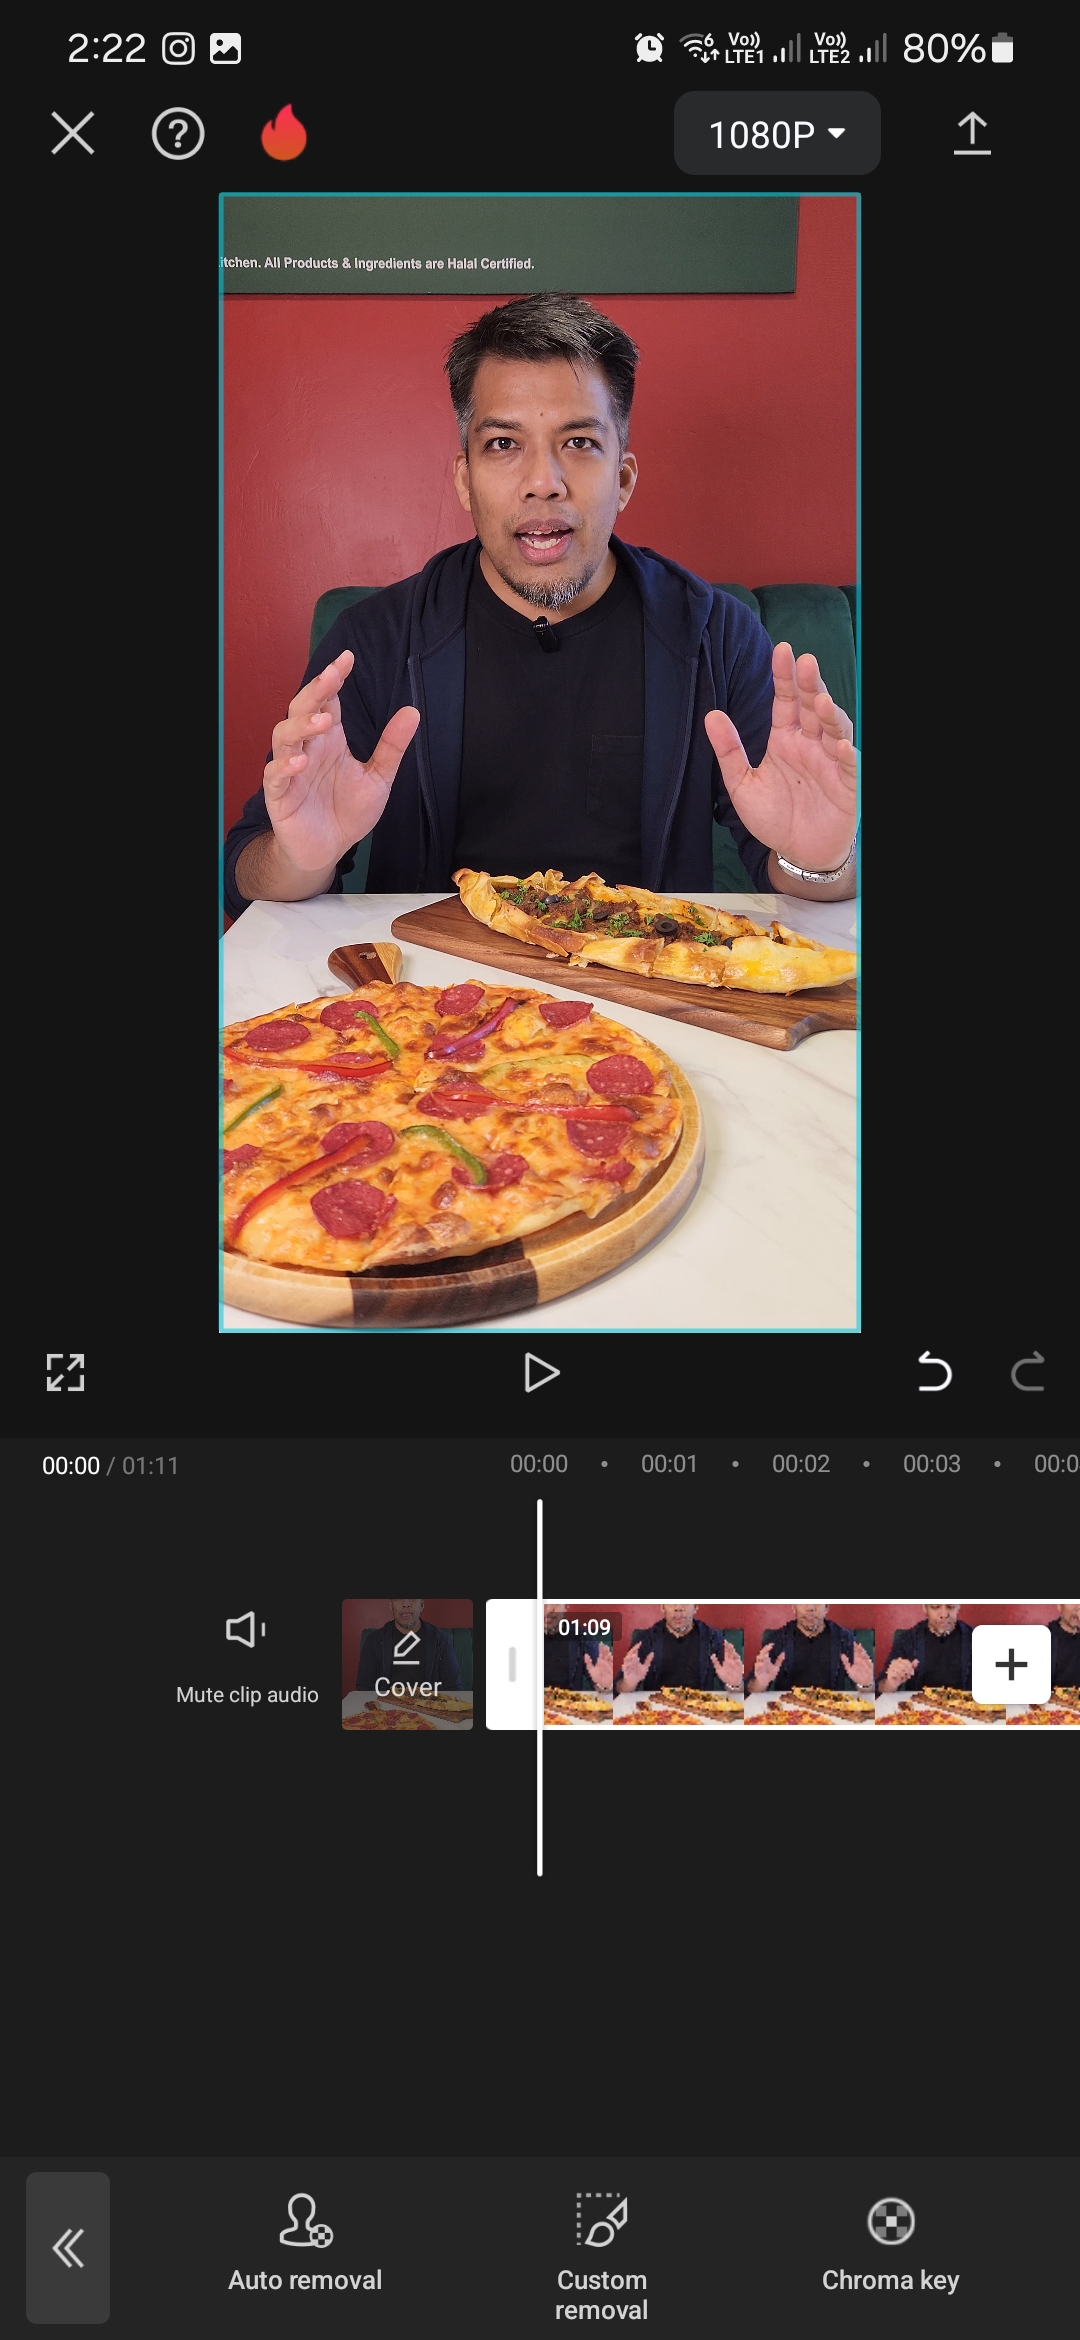 2:22
6
Vo))
LTE1
Vo))
LTE2
80%
?
1080P
itchen. All Products & Ingredients are Halal Certified.
00:00 / 01:11
00:00
00:01
00:02
00:03
00:0
Mute clip audio
Cover
01:09
Auto removal
Custom
removal
Chroma key